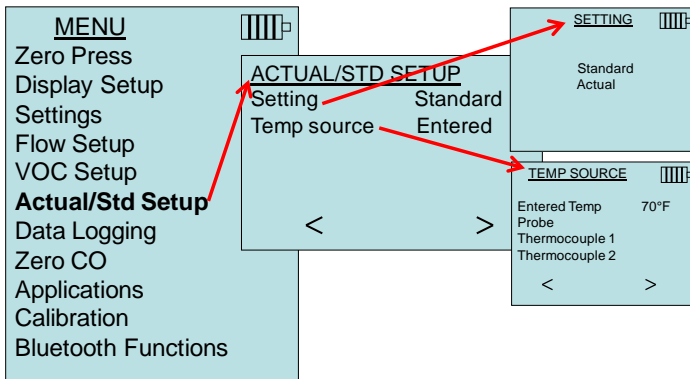 MENU
Zero Press
Display Setup
Settings
Flow Setup
VOC Setup
Actual/Std Setup
Data Logging
Zero CO
Applications
Calibration
Bluetooth Functions
ACTUAL/STD SETUP
Setting Standard
Temp source Entered
< >
SETTING
Standard
Actual
TEMP SOURCE
Entered Temp 70°F
Probe
Thermocouple 1
Thermocouple 2
< >